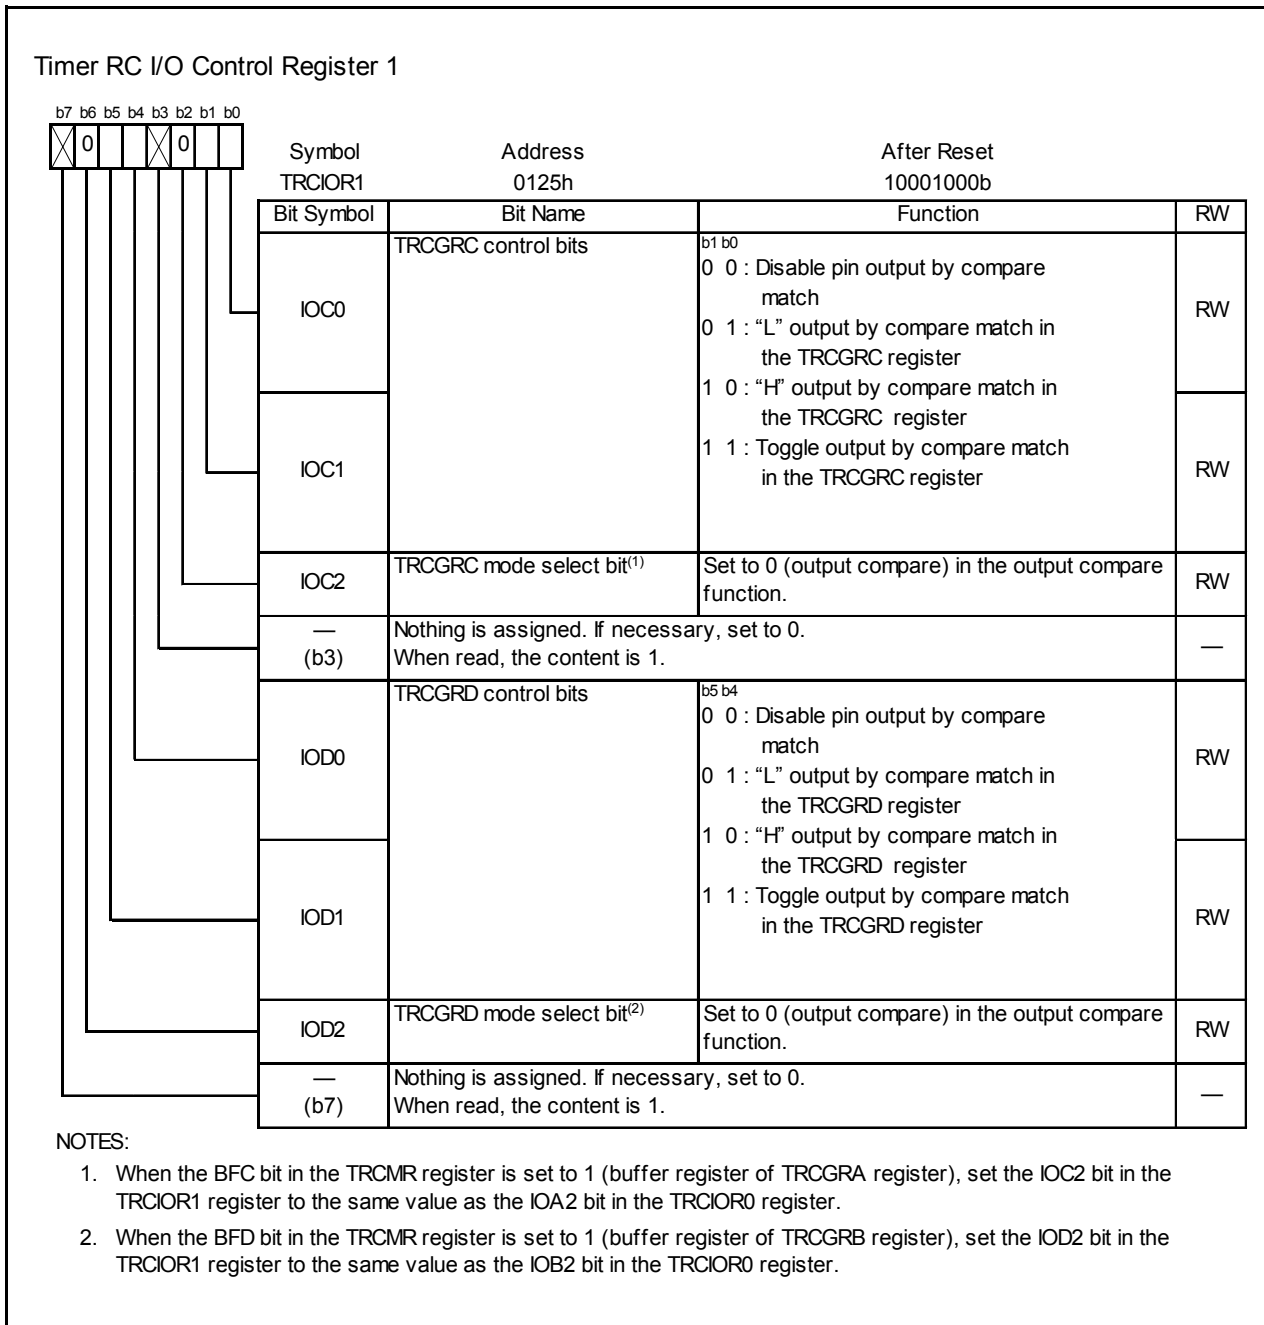 Timer RC I/O Control Register 1
b7 b6 b5 b4 b3 b2 b1 b0
0 0
Symbol Address After Reset
TRCIOR1 0125h 10001000b
Bit Symbol Bit Name Function RW
IOC0 TRCGRC control bits b1 b0
0 0 : Disable pin output by compare
match
0 1 : “L” output by compare match in
the TRCGRC register
1 0 : “H” output by compare match in
the TRCGRC register
1 1 : Toggle output by compare match
in the TRCGRC register
RW
IOC1 RW
IOC2 TRCGRC mode select bit(1) Set to 0 (output compare) in the output compare
function.
RW
—
(b3)
Nothing is assigned. If necessary, set to 0.
When read, the content is 1.
—
IOD0 TRCGRD control bits b5 b4
0 0 : Disable pin output by compare
match
0 1 : “L” output by compare match in
the TRCGRD register
1 0 : “H” output by compare match in
the TRCGRD register
1 1 : Toggle output by compare match
in the TRCGRD register
RW
IOD1 RW
IOD2 TRCGRD mode select bit(2) Set to 0 (output compare) in the output compare
function.
RW
—
(b7)
Nothing is assigned. If necessary, set to 0.
When read, the content is 1.
—
NOTES:
1. When the BFC bit in the TRCMR register is set to 1 (buffer register of TRCGRA register), set the IOC2 bit in the
TRCIOR1 register to the same value as the IOA2 bit in the TRCIOR0 register.
2. When the BFD bit in the TRCMR register is set to 1 (buffer register of TRCGRB register), set the IOD2 bit in the
TRCIOR1 register to the same value as the IOB2 bit in the TRCIOR0 register.